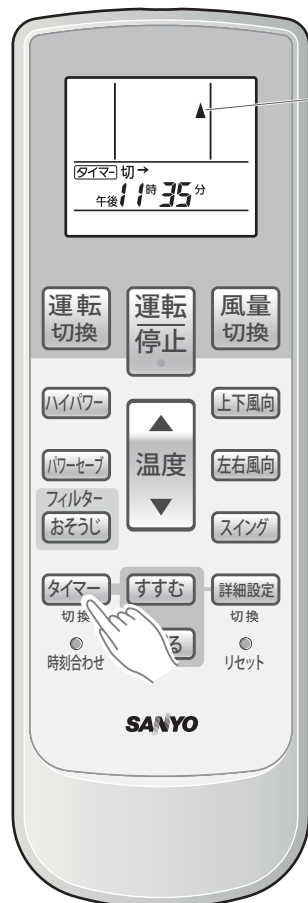 タイマー 切→
午後11時35分
運転切換
運転停止
風量切換
ハイパワー
上下風向
パワーセーブ
温度
左右風向
フィルター
おそうじ
スイング
タイマー
すすむ
詳細設定
切換
る
切換
時刻合わせ
リセット
SANYO